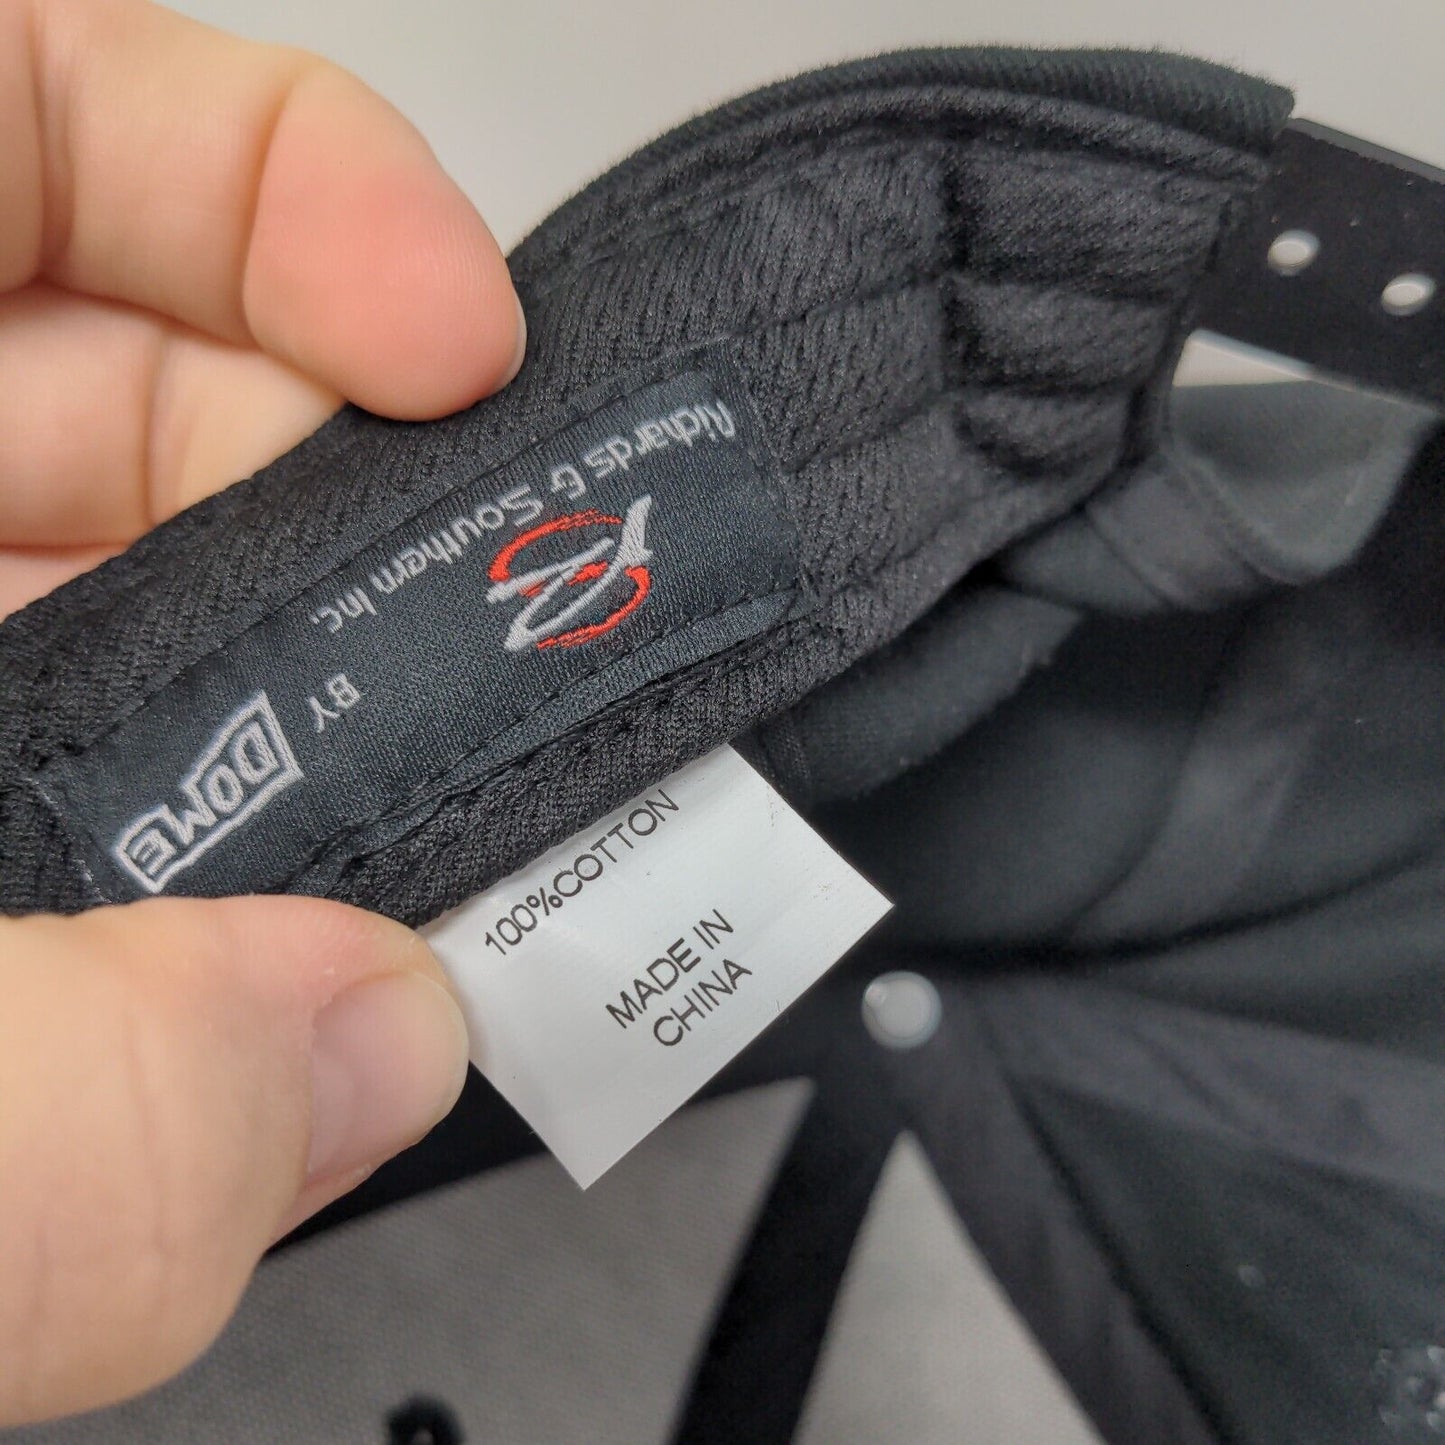 Richards & Southern Inc.
BY
DOME
100%COTTON
MADE IN
CHINA